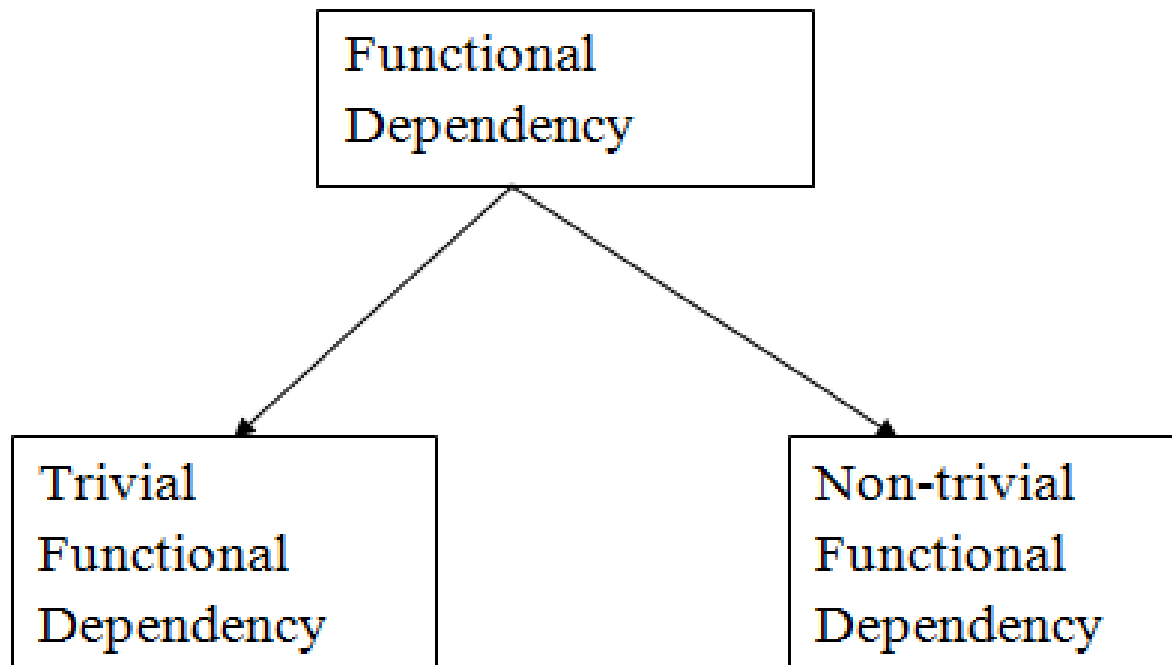 Functional
Dependency
Trivial
Functional
Dependency
Non-trivial
Functional
Dependency